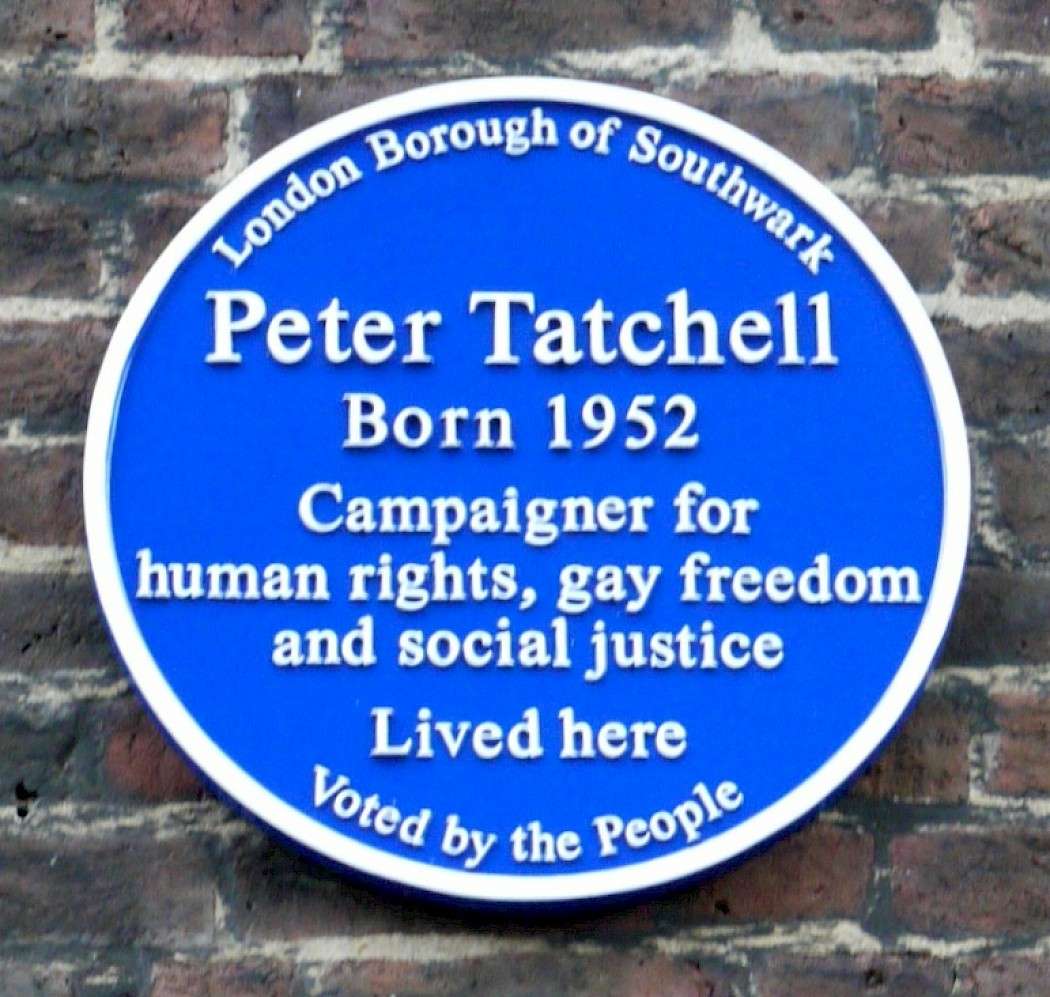 London Borough of Southwark
Peter Tatchell
Born 1952
Campaigner for
human rights, gay freedom
and social justice
Lived here
Voted by the People